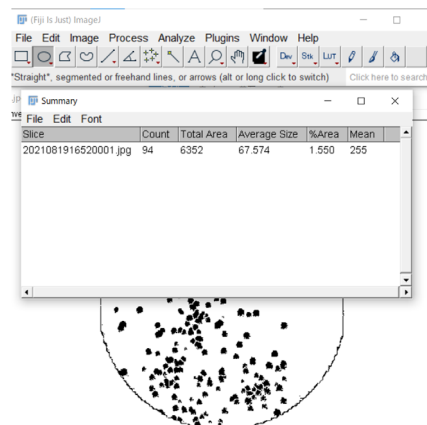 (Fiji Is Just) ImageJ
File Edit Image Process Analyze Plugins Window Help
Dev. Stk LUT
*Straight*, segmented or freehand lines, or arrows (alt or long click to switch)
Click here to search
Summary
File Edit Font
Slice Count Total Area Average Size %Area Mean
2021081916520001.jpg 94 6352 67.574 1.550 255